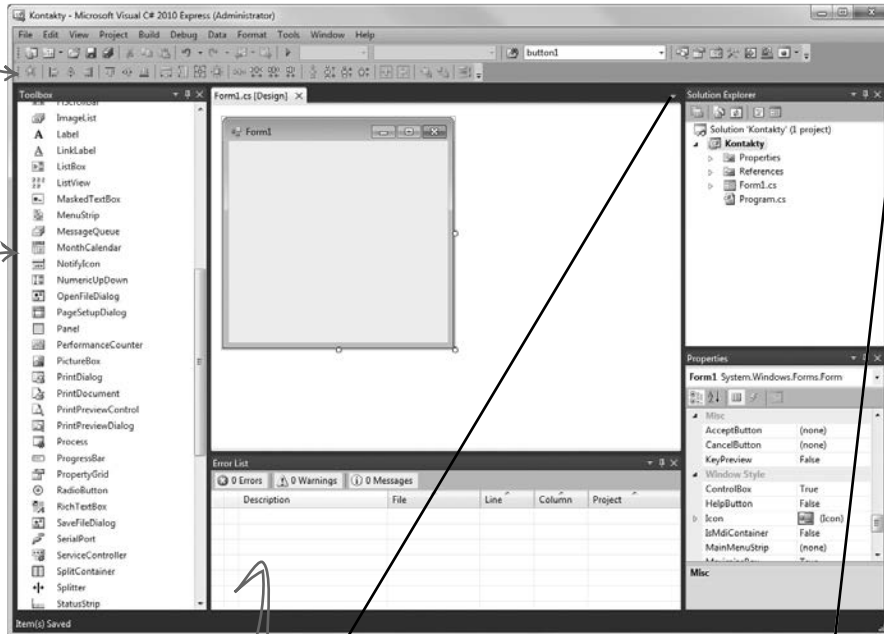 Kontakty - Microsoft Visual C# 2010 Express (Administrator)
File Edit View Project Build Debug Data Format Tools Window Help
button1
Toolbox
ImageList
Label
LinkLabel
ListBox
ListView
MaskedTextBox
MenuStrip
MessageQueue
MonthCalendar
NotifyIcon
NumericUpDown
OpenFileDialog
PageSetupDialog
Panel
PerformanceCounter
PictureBox
PrintDialog
PrintDocument
PrintPreviewControl
PrintPreviewDialog
Process
ProgressBar
PropertyGrid
RadioButton
RichTextBox
SaveFileDialog
SerialPort
ServiceController
SplitContainer
Splitter
StatusStrip
Form1.cs [Design]
Form1
Error List
0 Errors 0 Warnings 0 Messages
Description File Line Column Project
Solution Explorer
Solution 'Kontakty' (1 project)
Kontakty
Properties
References
Form1.cs
Program.cs
Properties
Form1 System.Windows.Forms.Form
Misc
AcceptButton (none)
CancelButton (none)
KeyPreview False
Window Style
ControlBox True
HelpButton False
Icon (Icon)
IsMdiContainer False
MainMenuStrip (none)
Misc
Item(s) Saved